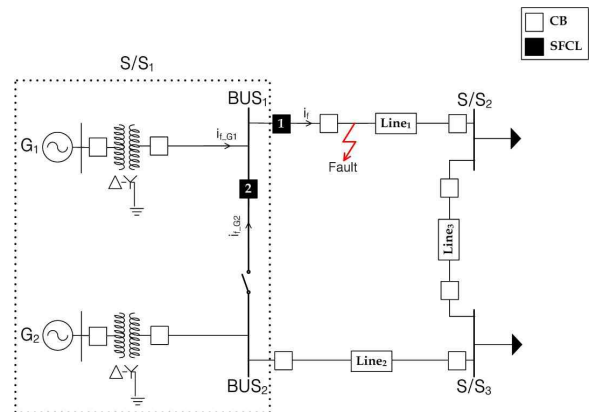 CB
SFCL
S/S₁
BUS₁
1
i_f
Line₁
S/S₂
G₁
i_f_G1
Fault
Δ-Y
2
i_f_G2
Line₃
G₂
Δ-Y
BUS₂
Line₂
S/S₃